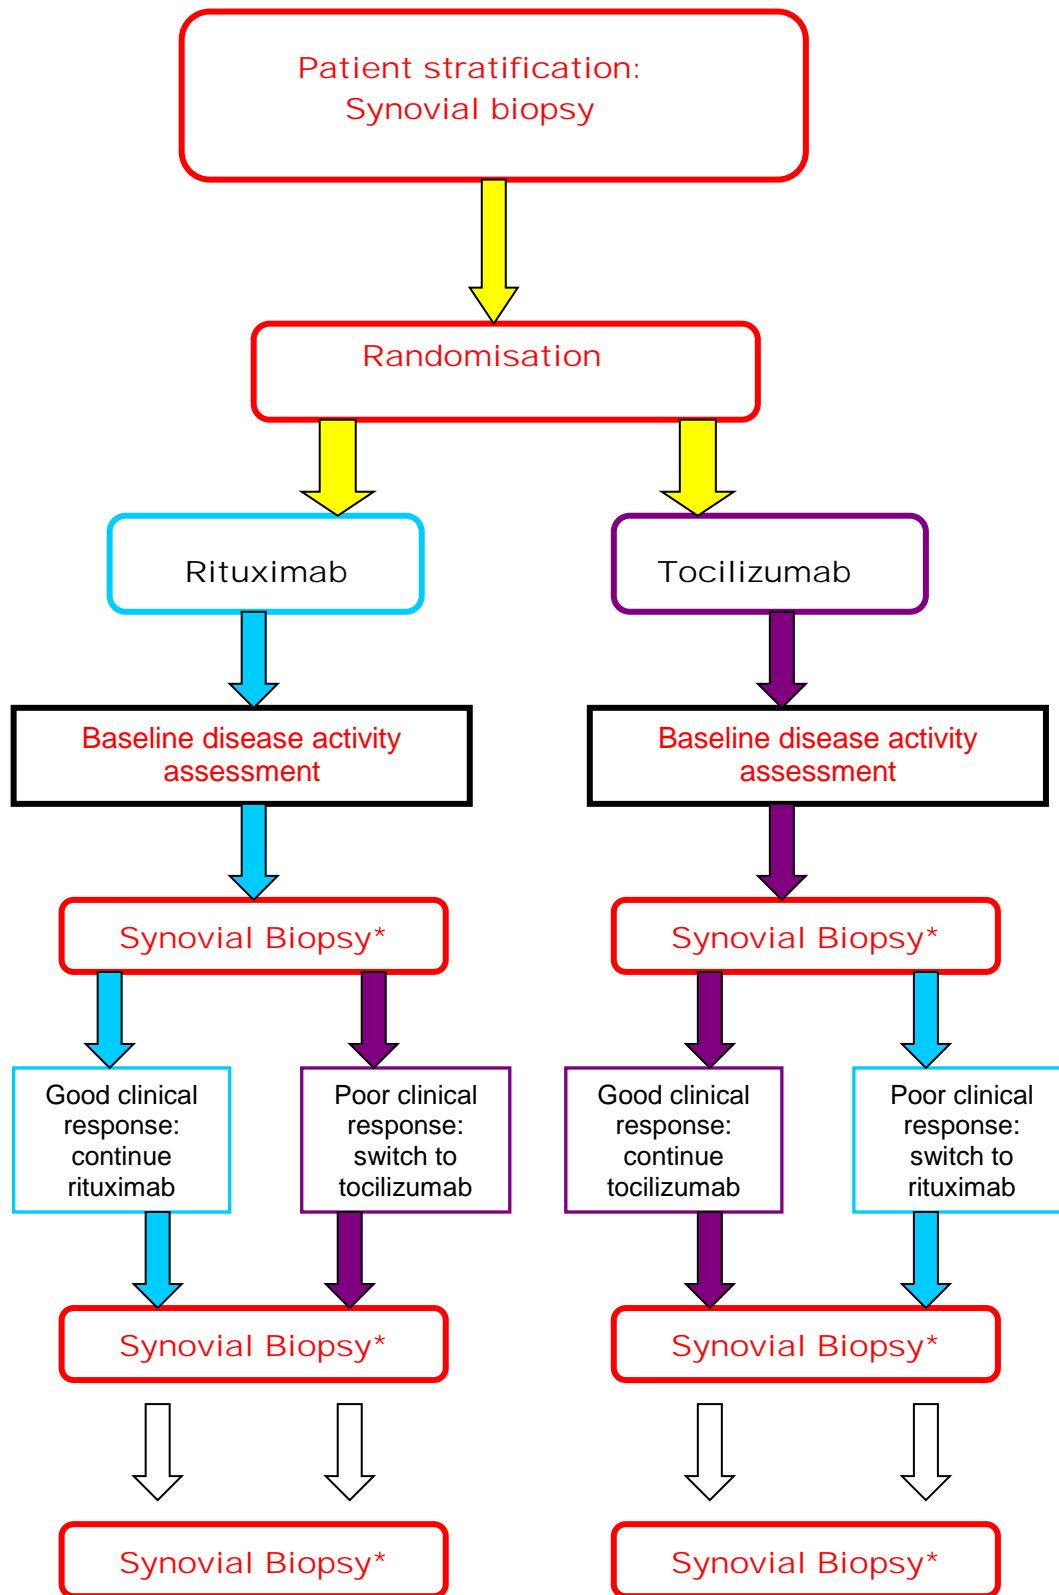 Patient stratification:
Synovial biopsy
Randomisation
Rituximab
Tocilizumab
Baseline disease activity
assessment
Baseline disease activity
assessment
Synovial Biopsy*
Synovial Biopsy*
Good clinical
response:
continue
rituximab
Poor clinical
response:
switch to
tocilizumab
Good clinical
response:
continue
tocilizumab
Poor clinical
response:
switch to
rituximab
Synovial Biopsy*
Synovial Biopsy*
Synovial Biopsy*
Synovial Biopsy*